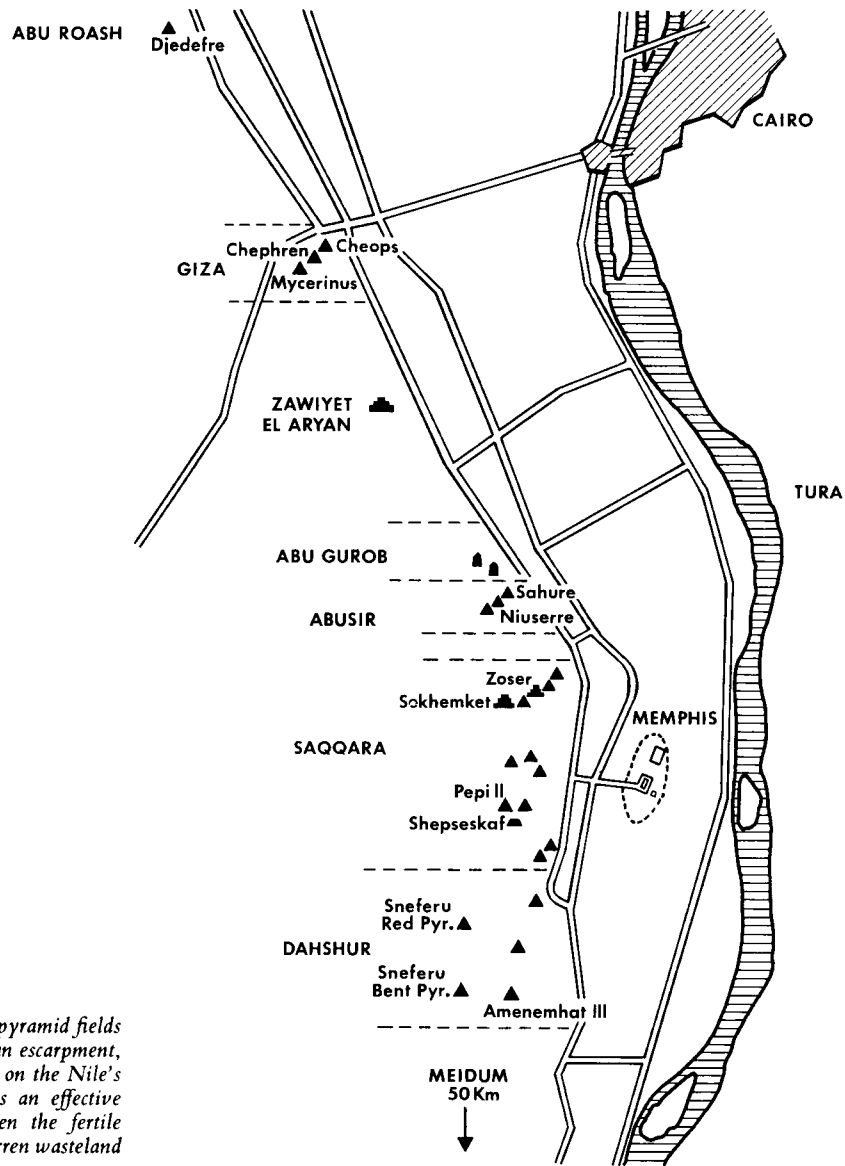 ABU ROASH
Djedefre
CAIRO
Chephren
Cheops
GIZA
Mycerinus
ZAWIYET
EL ARYAN
TURA
ABU GUROB
Sahure
Niuserre
ABUSIR
Zoser
Sekhemket
MEMPHIS
SAQQARA
Pepi II
Shepseskaf
Sneferu
Red Pyr.
DAHSHUR
Sneferu
Bent Pyr.
Amenemhat III
MEIDUM
50 Km
pyramid fields
n escarpment,
on the Nile's
s an effective
en the fertile
rren wasteland